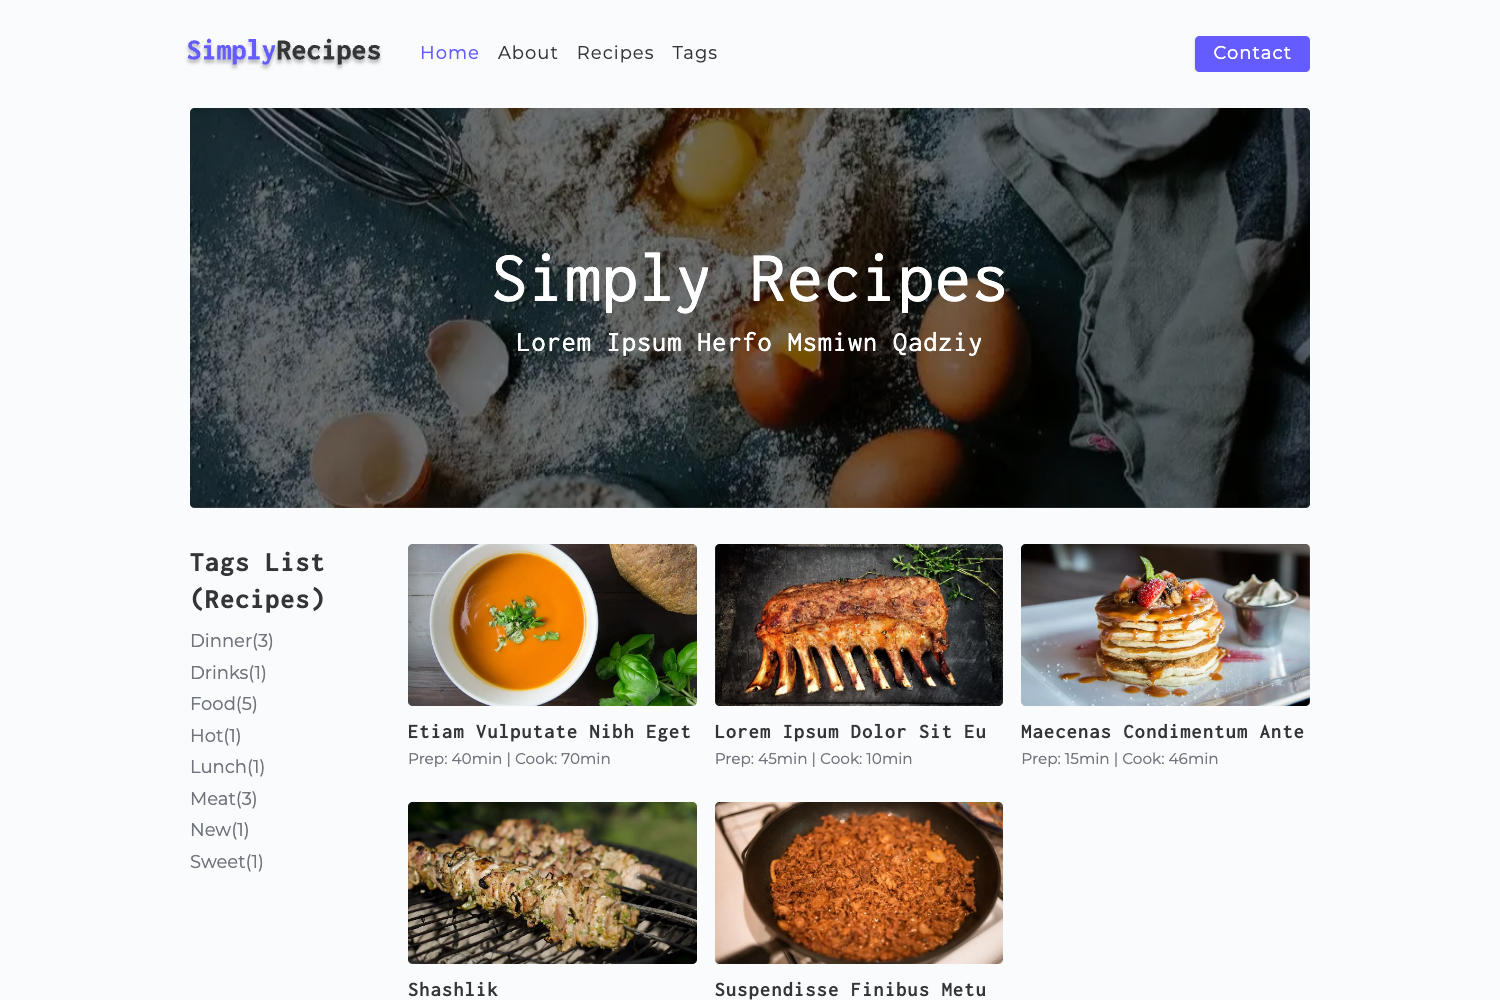 SimplyRecipes
Home About Recipes Tags
Contact
Simply Recipes
Lorem Ipsum Herfo Msmiwn Qadziy
Tags List
(Recipes)
Dinner(3)
Drinks(1)
Food(5)
Hot(1)
Lunch(1)
Meat(3)
New(1)
Sweet(1)
Etiam Vulputate Nibh Eget
Prep: 40min | Cook: 70min
Lorem Ipsum Dolor Sit Eu
Prep: 45min | Cook: 10min
Maecenas Condimentum Ante
Prep: 15min | Cook: 46min
Shashlik
Suspendisse Finibus Metu